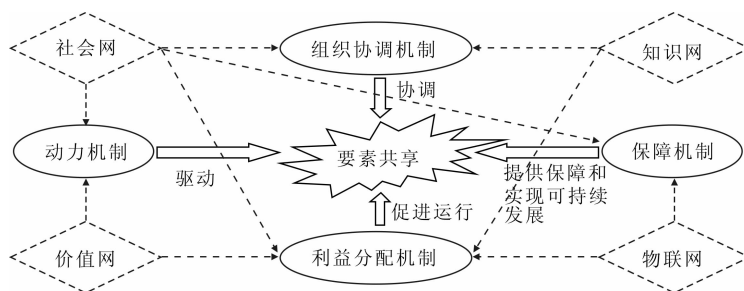 社会网
组织协调机制
知识网
协调
动力机制
驱动
要素共享
保障机制
提供保障和
实现可持续
发展
促进运行
价值网
利益分配机制
物联网